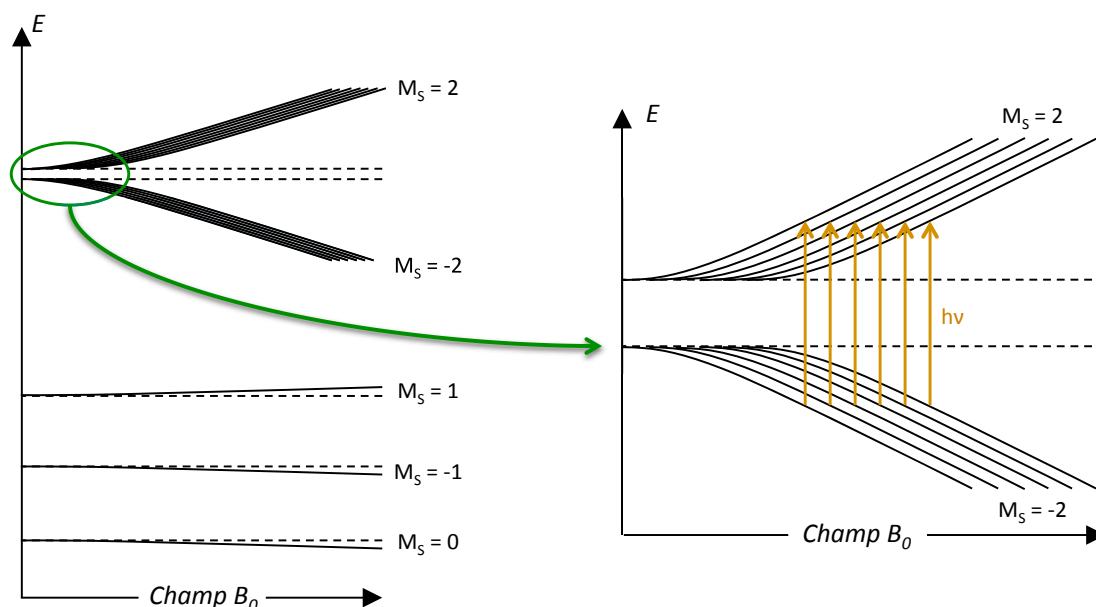 E
M_S = 2
M_S = -2
M_S = 1
M_S = -1
M_S = 0
Champ B_0
E
M_S = 2
hν
M_S = -2
Champ B_0